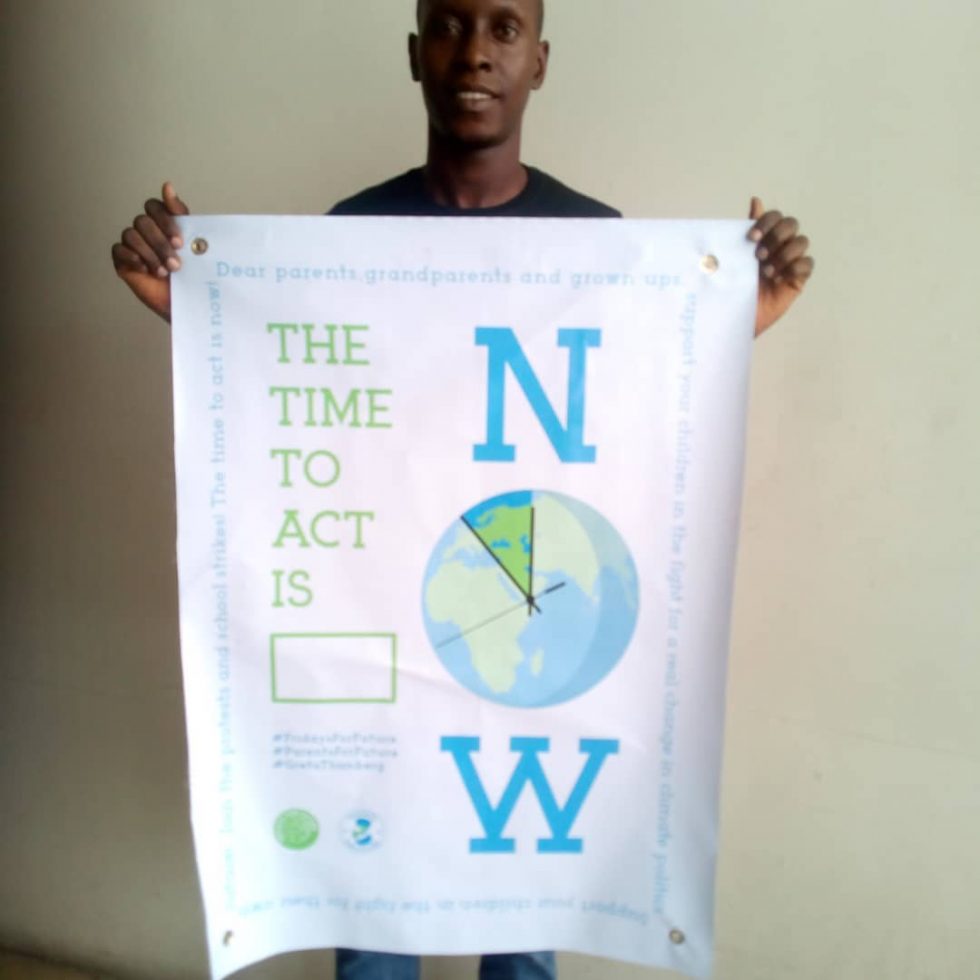 Dear parents, grandparents and grown ups,
support your children in the fight for a real change in climate politics!
Support your children in the fight for their own
future! Join the protests and school strikes! The time to act is now!
THE
TIME
TO
ACT
IS
N
W
#FridaysForFuture
#ParentsForFuture
#GretaThunberg